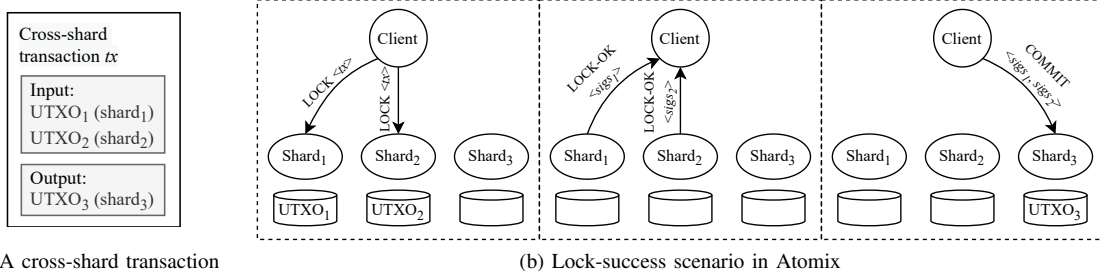 Cross-shard
transaction tx
Input:
UTXO1 (shard1)
UTXO2 (shard2)
Output:
UTXO3 (shard3)
A cross-shard transaction
Client
LOCK <tx>
LOCK <tx>
Shard1
Shard2
Shard3
UTXO1
UTXO2
Client
LOCK-OK
<sigs1>
LOCK-OK
<sigs2>
Shard1
Shard2
Shard3
Client
COMMIT
<sigs1, sigs2>
Shard1
Shard2
Shard3
UTXO3
(b) Lock-success scenario in Atomix